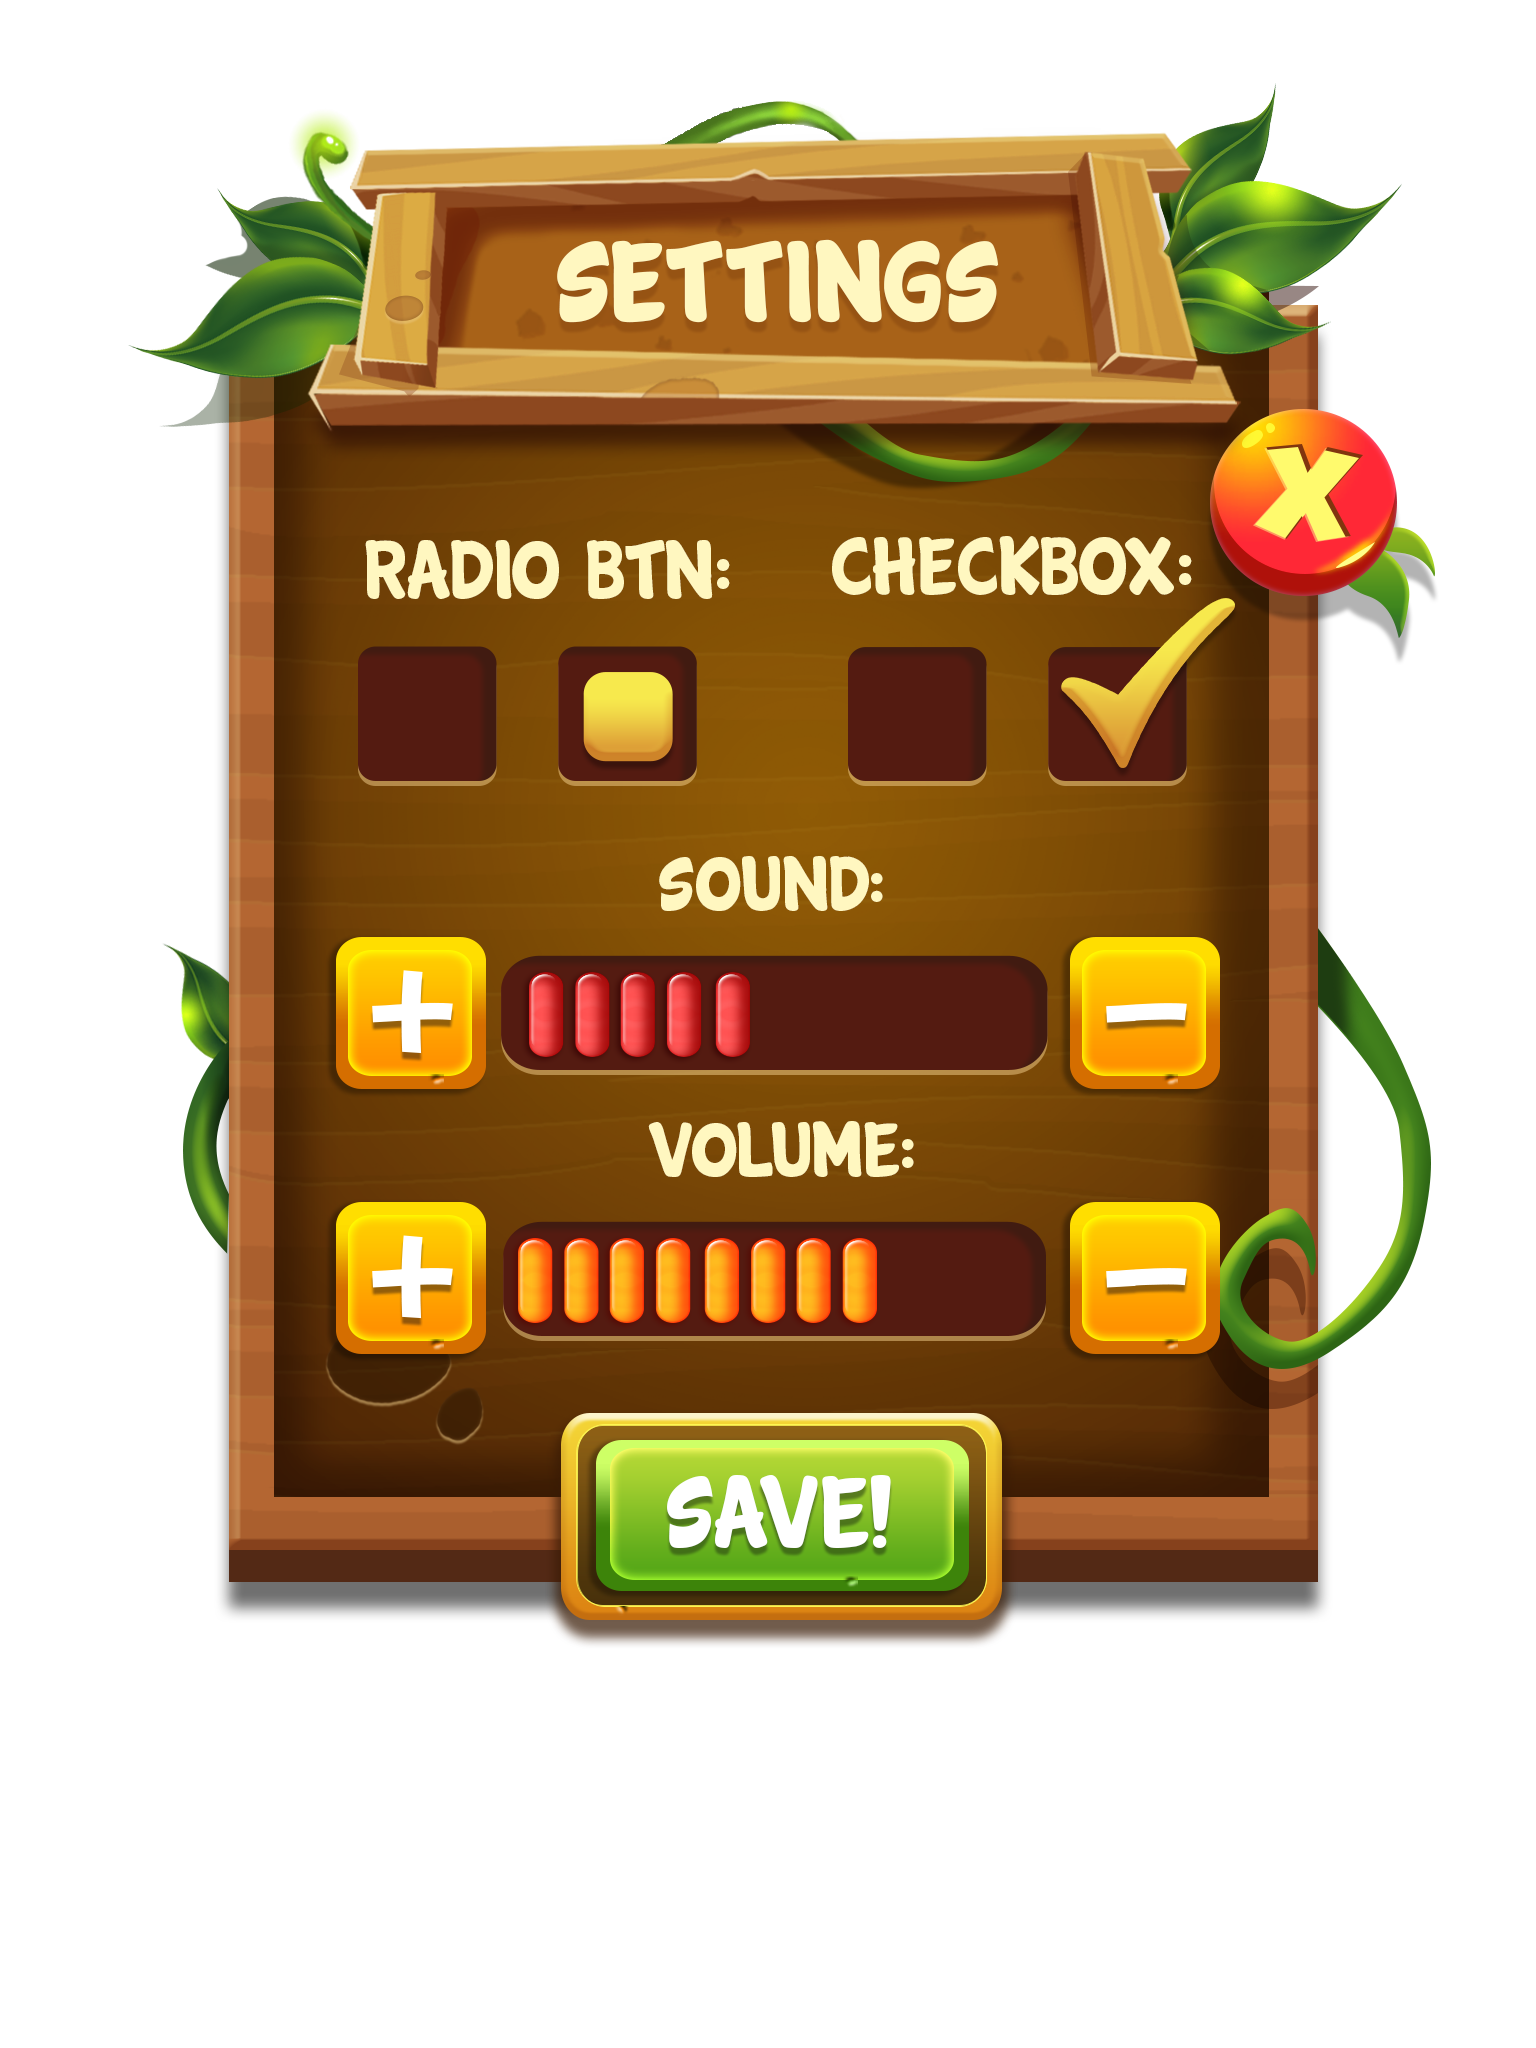 SETTINGS
X
RADIO BTN: CHECKBOX:
SOUND:
+ −
VOLUME:
+ −
SAVE!